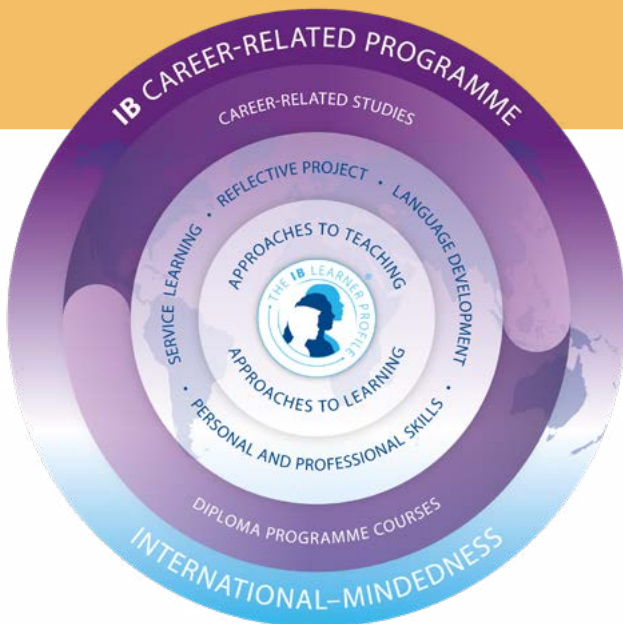 IB CAREER-RELATED PROGRAMME
CAREER-RELATED STUDIES
SERVICE LEARNING • REFLECTIVE PROJECT • LANGUAGE DEVELOPMENT •
APPROACHES TO TEACHING
THE IB LEARNER PROFILE ®
APPROACHES TO LEARNING
• PERSONAL AND PROFESSIONAL SKILLS
DIPLOMA PROGRAMME COURSES
INTERNATIONAL–MINDEDNESS